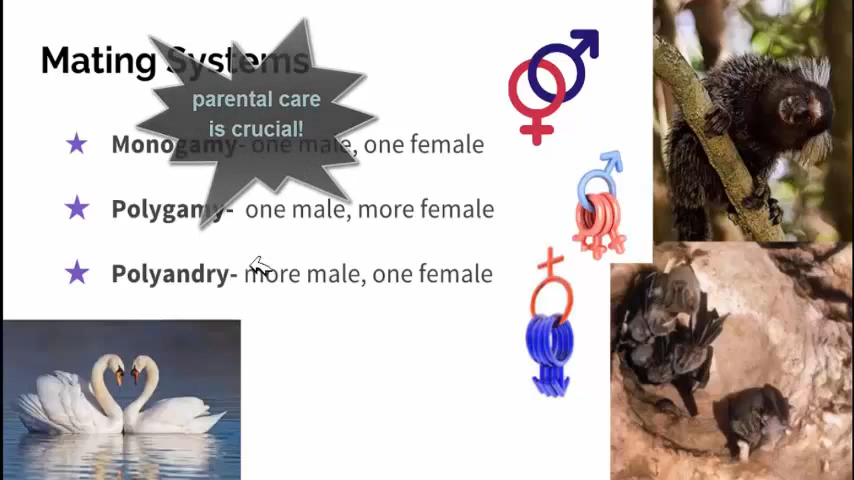 Mating Systems
parental care
is crucial!
Monogamy- one male, one female
Polygamy- one male, more female
Polyandry- more male, one female